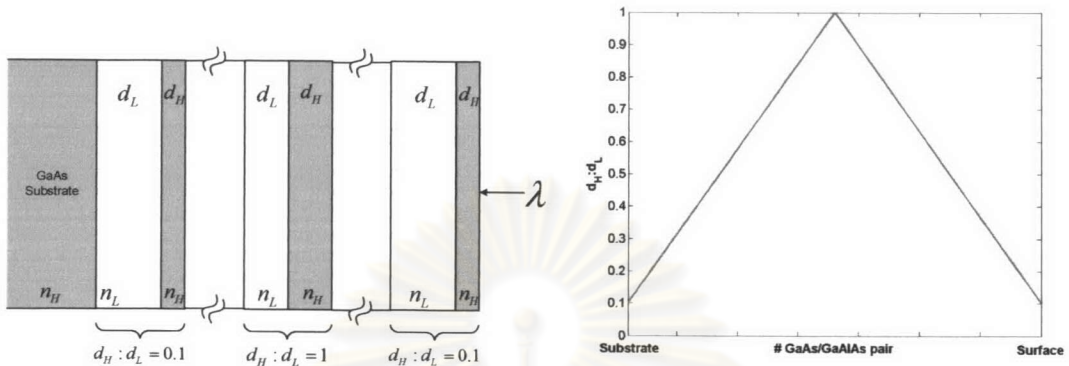 d_L d_H d_L d_H d_L d_H
GaAs
Substrate
λ
n_H n_L n_H n_L n_H n_L n_H
d_H : d_L = 0.1 d_H : d_L = 1 d_H : d_L = 0.1
1
0.9
0.8
0.7
0.6
0.5
0.4
0.3
0.2
0.1
0
d_H:d_L
Substrate # GaAs/GaAlAs pair Surface